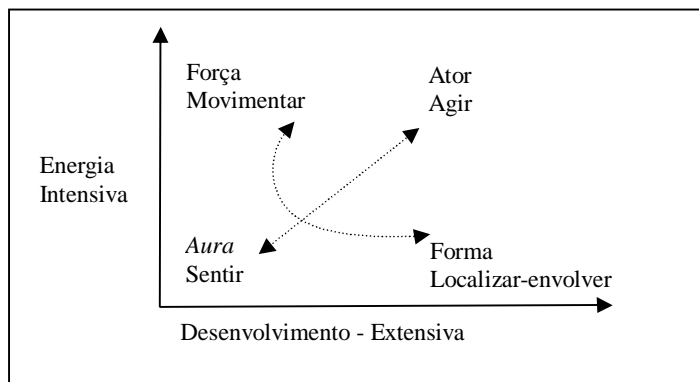 Força
Movimentar
Ator
Agir
Energia
Intensiva
Aura
Sentir
Forma
Localizar-envolver
Desenvolvimento - Extensiva